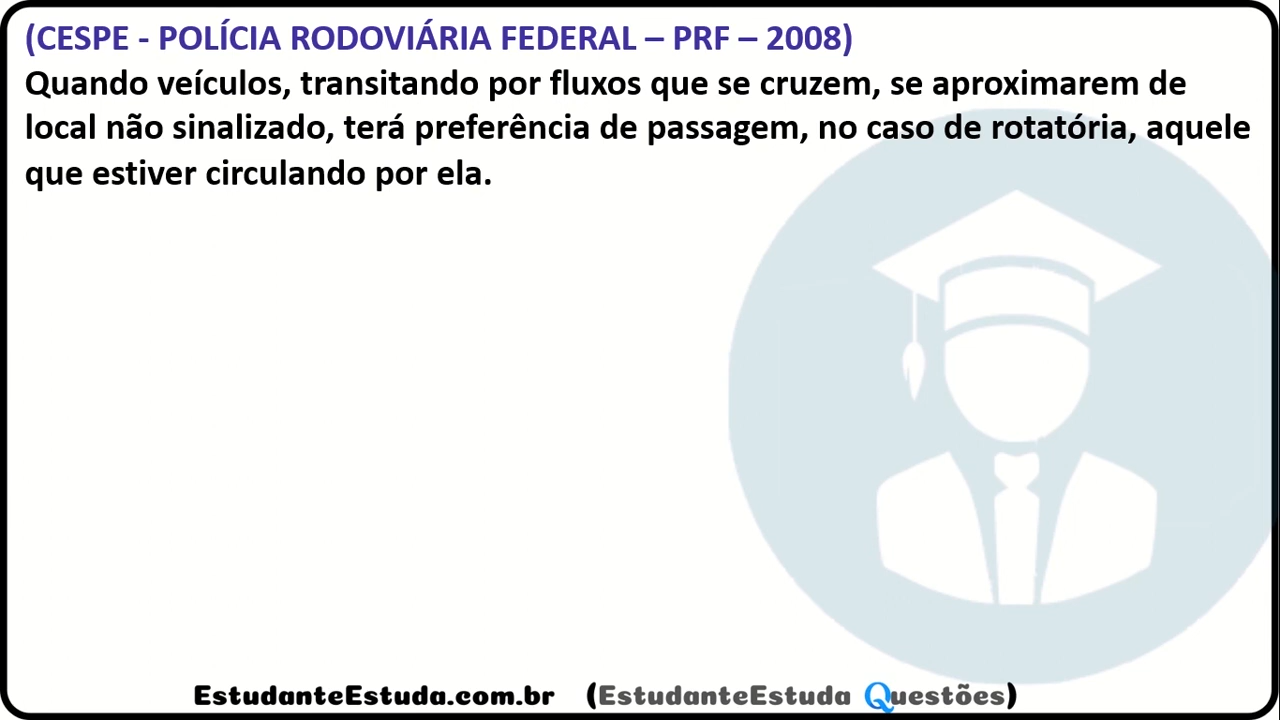 (CESPE - POLÍCIA RODOVIÁRIA FEDERAL – PRF – 2008)
Quando veículos, transitando por fluxos que se cruzem, se aproximarem de
local não sinalizado, terá preferência de passagem, no caso de rotatória, aquele
que estiver circulando por ela.
EstudanteEstuda.com.br (EstudanteEstuda Questões)